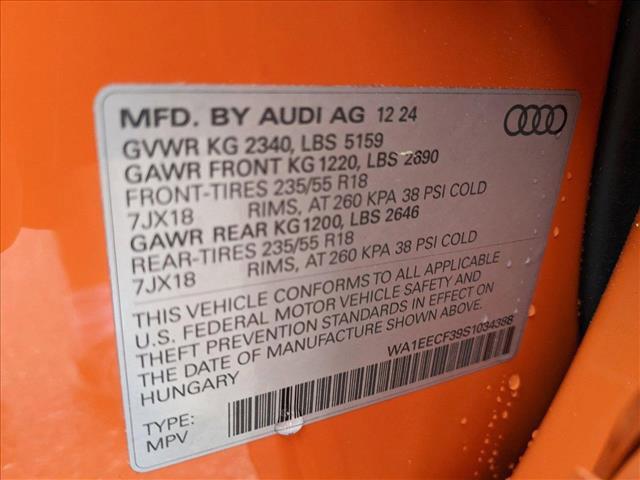 MFD. BY AUDI AG 12 24
GVWR KG 2340, LBS 5159
GAWR FRONT KG 1220, LBS 2690
FRONT-TIRES 235/55 R18
7JX18 RIMS, AT 260 KPA 38 PSI COLD
GAWR REAR KG 1200, LBS 2646
REAR-TIRES 235/55 R18
7JX18 RIMS, AT 260 KPA 38 PSI COLD
THIS VEHICLE CONFORMS TO ALL APPLICABLE
U.S. FEDERAL MOTOR VEHICLE SAFETY AND
THEFT PREVENTION STANDARDS IN EFFECT ON
THE DATE OF MANUFACTURE SHOWN ABOVE.
HUNGARY WA1EECF39S1034388
TYPE:
MPV